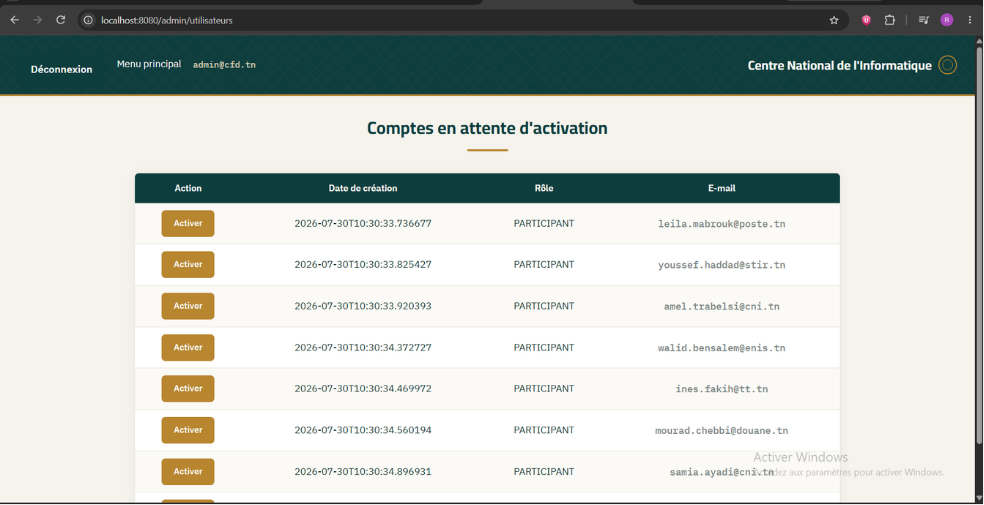 localhost:8080/admin/utilisateurs
R
Déconnexion Menu principal admin@cfd.tn Centre National de l'Informatique
Comptes en attente d'activation
Action Date de création Rôle E-mail
Activer 2026-07-30T10:30:33.736677 PARTICIPANT leila.mabrouk@poste.tn
Activer 2026-07-30T10:30:33.825427 PARTICIPANT youssef.haddad@stir.tn
Activer 2026-07-30T10:30:33.920393 PARTICIPANT amel.trabelsi@cni.tn
Activer 2026-07-30T10:30:34.372727 PARTICIPANT walid.bensalem@enis.tn
Activer 2026-07-30T10:30:34.469972 PARTICIPANT ines.fakih@tt.tn
Activer 2026-07-30T10:30:34.560194 PARTICIPANT mourad.chebbi@douane.tn
Activer Windows
Activer 2026-07-30T10:30:34.896931 PARTICIPANT samia.ayadi@cni.tn
aux paramètres pour activer Windows.